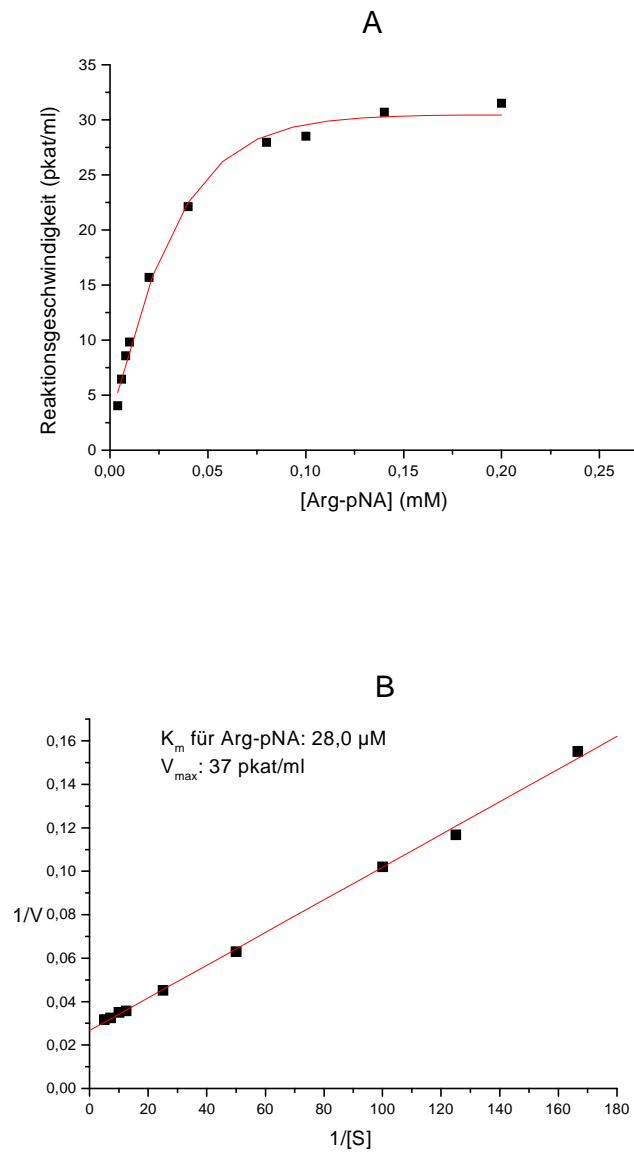 A
35
30
25
20
15
10
5
0
Reaktionsgeschwindigkeit (pkat/ml)
0,00 0,05 0,10 0,15 0,20 0,25
[Arg-pNA] (mM)
B
K_m für Arg-pNA: 28,0 µM
V_max: 37 pkat/ml
0,16
0,14
0,12
0,10
0,08
0,06
0,04
0,02
0,00
1/V
0 20 40 60 80 100 120 140 160 180
1/[S]